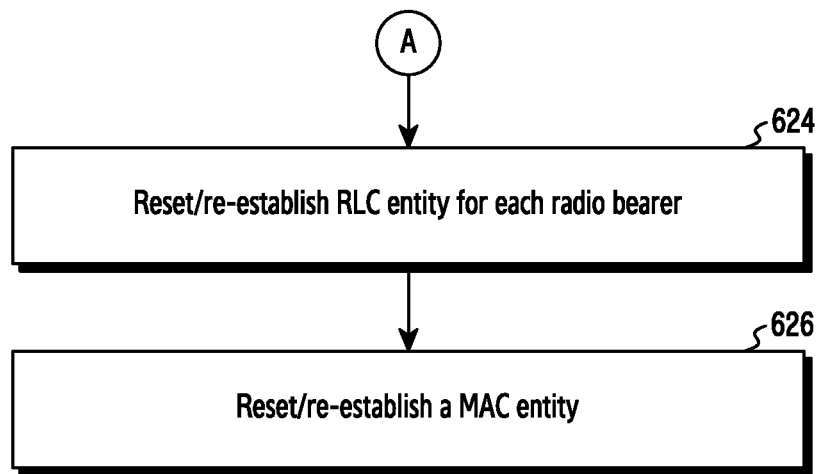 A
624
Reset/re-establish RLC entity for each radio bearer
626
Reset/re-establish a MAC entity